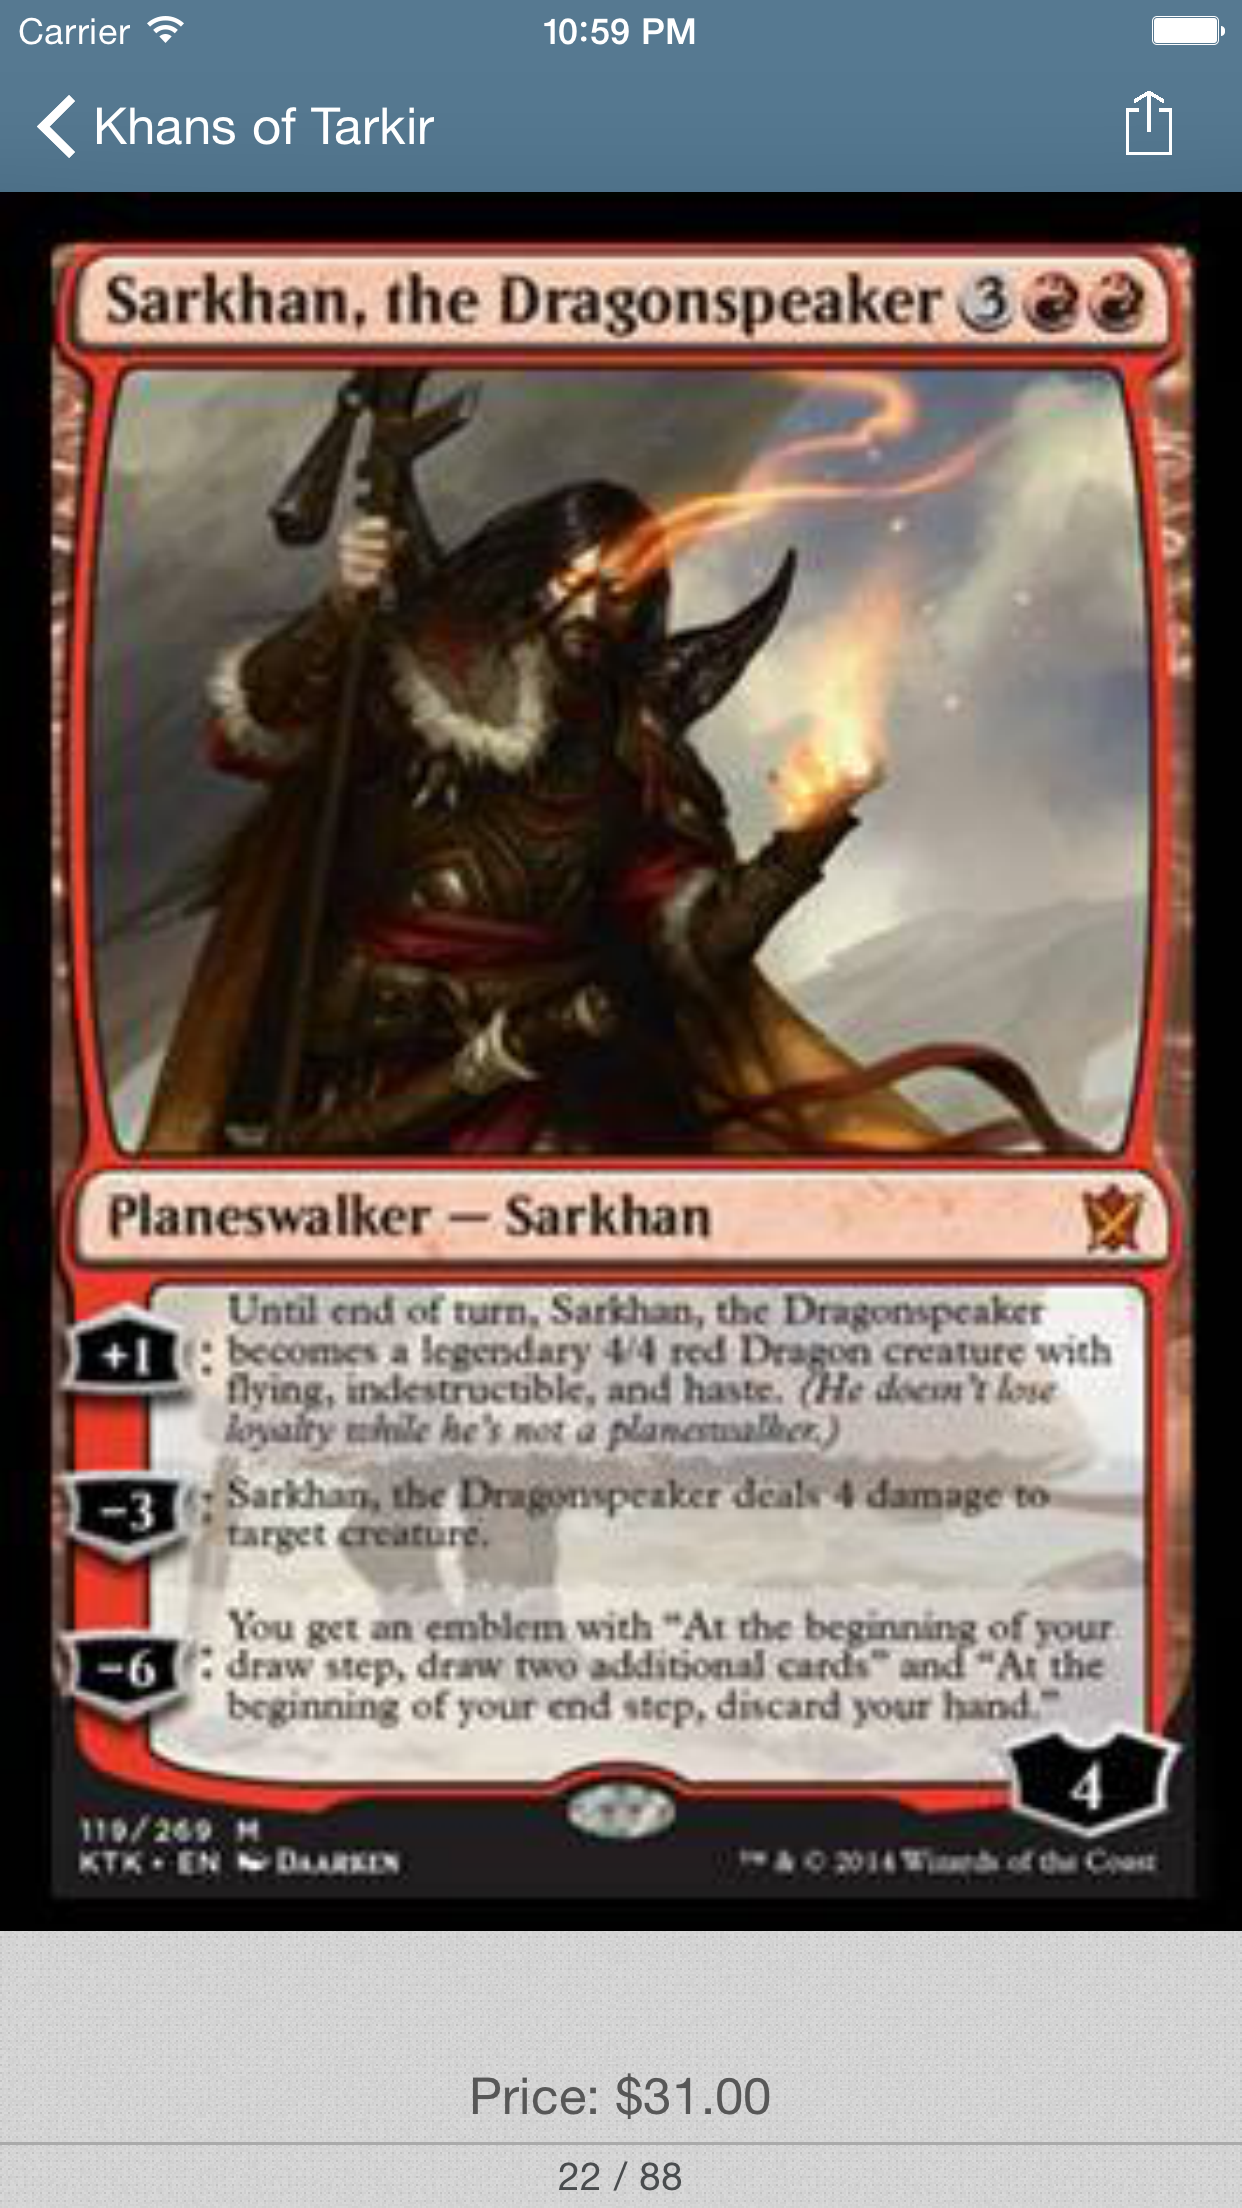 Carrier 10:59 PM
Khans of Tarkir
Sarkhan, the Dragonspeaker 3
Planeswalker — Sarkhan
Until end of turn, Sarkhan, the Dragonspeaker
+1 : becomes a legendary 4/4 red Dragon creature with
flying, indestructible, and haste. (He doesn't lose
loyalty while he's not a planeswalker.)
−3 : Sarkhan, the Dragonspeaker deals 4 damage to
target creature.
You get an emblem with “At the beginning of your
−6 : draw step, draw two additional cards” and “At the
beginning of your end step, discard your hand.”
4
119/269 M
KTK • EN DAARKEN ™ & © 2014 Wizards of the Coast
Price: $31.00
22 / 88